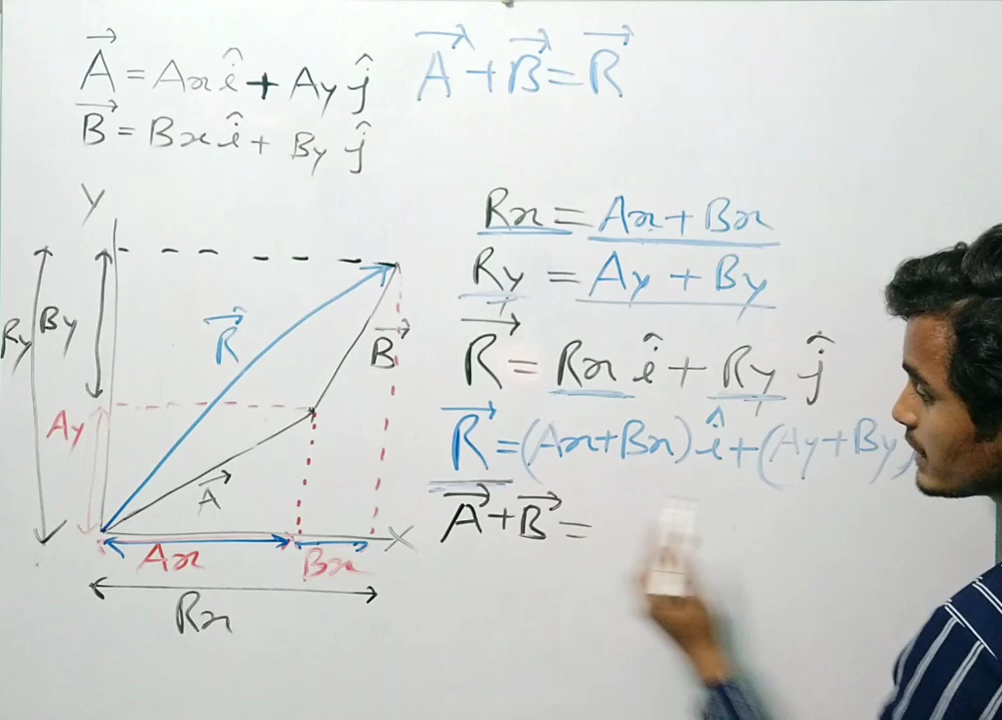 A⃗ = Ax î + Ay ĵ
A⃗ + B⃗ = R⃗
B⃗ = Bx î + By ĵ
Rx = Ax + Bx
Ry = Ay + By
R⃗ = Rx î + Ry ĵ
R⃗ = (Ax+Bx) î + (Ay+By)
A⃗ + B⃗ =
Y
Ry
By
R⃗
B⃗
Ay
A⃗
X
Ax
Bx
Rx